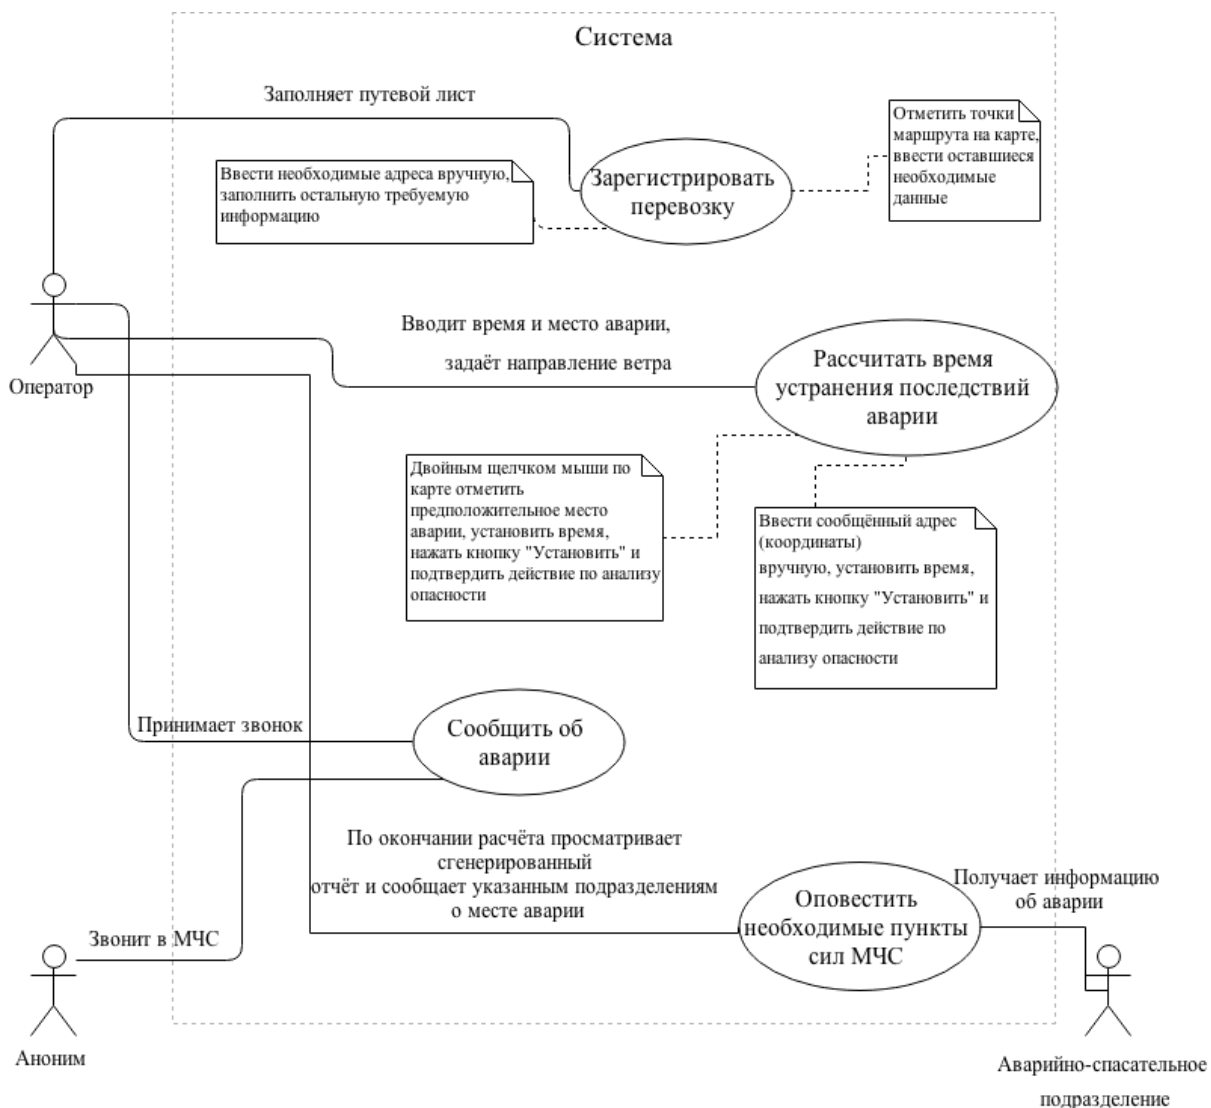 Система
Заполняет путевой лист
Отметить точки
маршрута на карте,
ввести оставшиеся
необходимые
данные
Ввести необходимые адреса вручную,
заполнить остальную требуемую
информацию
Зарегистрировать
перевозку
Оператор
Вводит время и место аварии,
задаёт направление ветра
Рассчитать время
устранения последствий
аварии
Двойным щелчком мыши по
карте отметить
предположительное место
аварии, установить время,
нажать кнопку "Установить" и
подтвердить действие по анализу
опасности
Ввести сообщённый адрес
(координаты)
вручную, установить время,
нажать кнопку "Установить" и
подтвердить действие по
анализу опасности
Принимает звонок
Сообщить об
аварии
По окончании расчёта просматривает
сгенерированный
отчёт и сообщает указанным подразделениям
о месте аварии
Оповестить
необходимые пункты
сил МЧС
Получает информацию
об аварии
Звонит в МЧС
Аноним
Аварийно-спасательное
подразделение